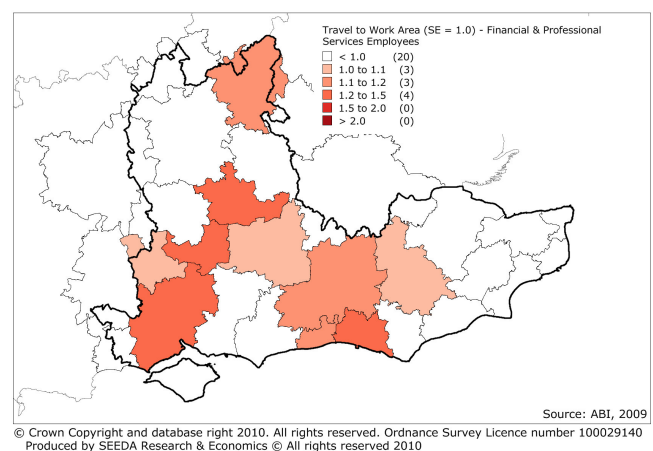 Travel to Work Area (SE = 1.0) - Financial & Professional
Services Employees
< 1.0 (20)
1.0 to 1.1 (3)
1.1 to 1.2 (3)
1.2 to 1.5 (4)
1.5 to 2.0 (0)
> 2.0 (0)
Source: ABI, 2009
© Crown Copyright and database right 2010. All rights reserved. Ordnance Survey Licence number 100029140
Produced by SEEDA Research & Economics © All rights reserved 2010